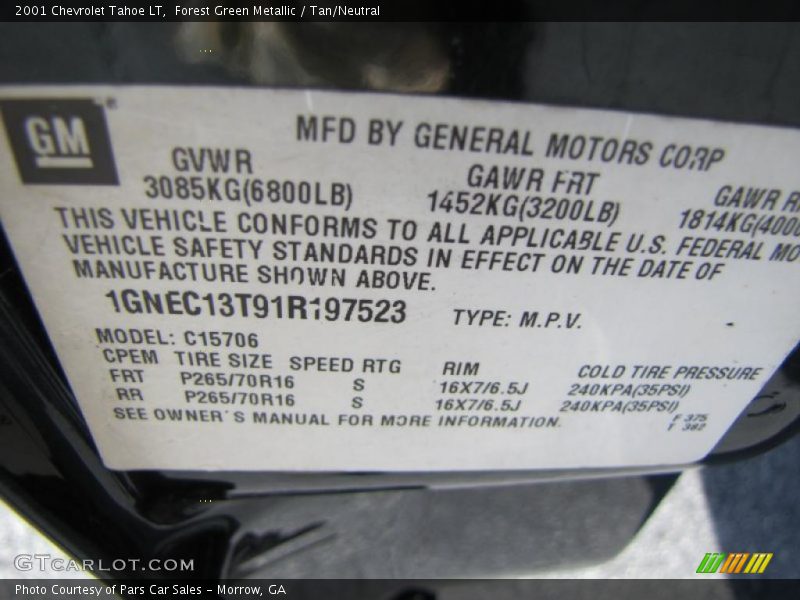 2001 Chevrolet Tahoe LT, Forest Green Metallic / Tan/Neutral
GM
MFD BY GENERAL MOTORS CORP
GVWR GAWR FRT GAWR
3085KG(6800LB) 1452KG(3200LB) 1814KG(
THIS VEHICLE CONFORMS TO ALL APPLICABLE U.S. FEDERAL
VEHICLE SAFETY STANDARDS IN EFFECT ON THE DATE OF
MANUFACTURE SHOWN ABOVE.
1GNEC13T91R197523 TYPE: M.P.V.
MODEL: C15706
CPEM TIRE SIZE SPEED RTG RIM COLD TIRE PRESSURE
FRT P265/70R16 S 16X7/6.5J 240KPA(35PSI)
RR P265/70R16 S 16X7/6.5J 240KPA(35PSI)
SEE OWNER'S MANUAL FOR MORE INFORMATION.
F 375
F 382
GTCARLOT.COM
Photo Courtesy of Pars Car Sales - Morrow, GA